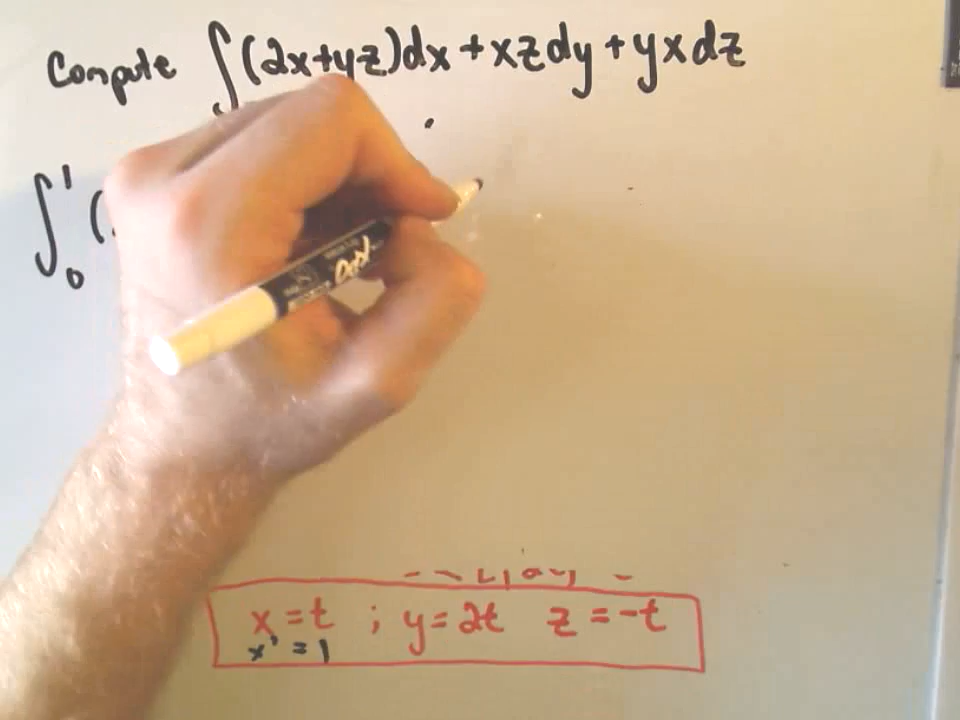 Compute ∫(2x+yz)dx+xzdy+yxdz
∫₀¹ (
x=t ; y=2t z=-t
x'=1